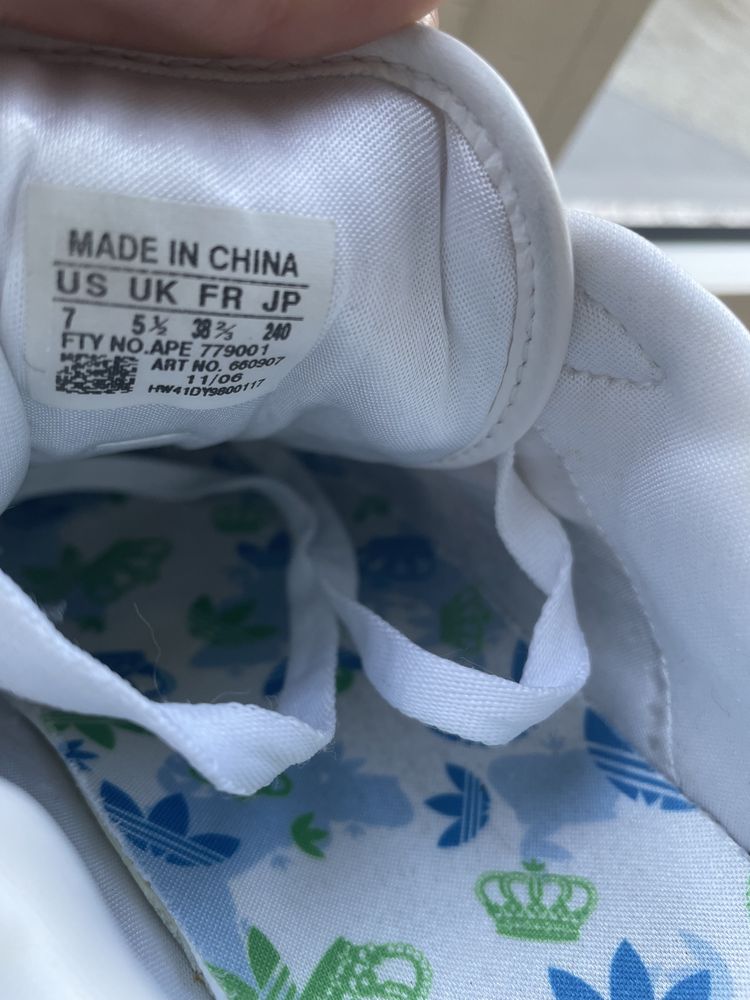 MADE IN CHINA
US UK FR JP
7 5½ 38⅔ 240
FTY NO.APE 779001
ART NO. 660907
11/06
HW41DY9800117